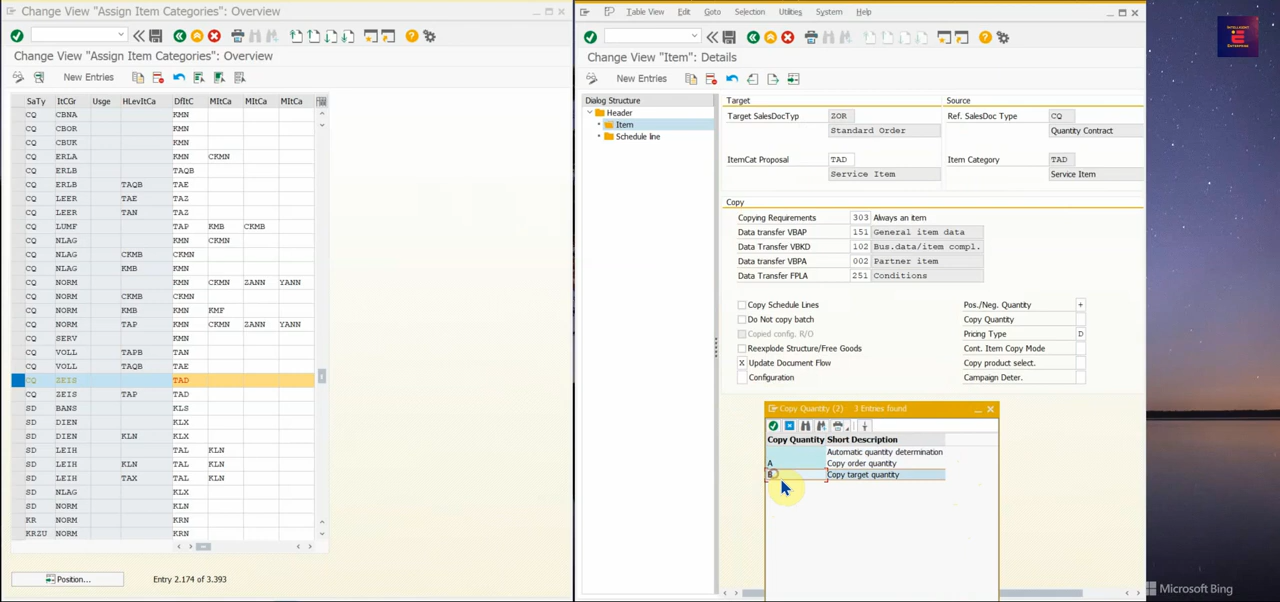 Change View "Assign Item Categories": Overview
Change View "Assign Item Categories": Overview
New Entries
SaTy ItCGr Usge HLevItCa DfItC MItCa MItCa MItCa
CQ CBNA KMN
CQ CBOR KMN
CQ CBUK KMN
CQ ERLA KMN CKMN
CQ ERLB TAQB
CQ ERLB TAQB TAE
CQ LEER TAE TAZ
CQ LEER TAN TAZ
CQ LUMF TAP KMB CKMB
CQ NLAG KMN CKMN
CQ NLAG CKMB CKMN
CQ NLAG KMB KMN
CQ NORM KMN CKMN ZANN YANN
CQ NORM CKMB CKMN
CQ NORM KMB KMN KMF
CQ NORM TAP KMN CKMN ZANN YANN
CQ SERV KMN
CQ VOLL TAPB TAN
CQ VOLL TAQB TAE
CQ ZEIS TAD
CQ ZEIS TAP TAD
SD BANS KLS
SD DIEN KLX
SD DIEN KLN KLX
SD LEIH TAL KLN
SD LEIH KLN TAL KLN
SD LEIH TAX TAL KLN
SD NLAG KLX
SD NORM KLN
KR NORM KRN
KRZU NORM KRN
Position...
Entry 2.174 of 3.393
Table View Edit Goto Selection Utilities System Help
Change View "Item": Details
New Entries
Dialog Structure
Header
Item
Schedule line
Target
Source
Target SalesDocTyp ZOR
Standard Order
Ref. SalesDoc Type CQ
Quantity Contract
ItemCat Proposal TAD
Service Item
Item Category TAD
Service Item
Copy
Copying Requirements 303 Always an item
Data transfer VBAP 151 General item data
Data Transfer VBKD 102 Bus.data/item compl.
Data transfer VBPA 002 Partner item
Data Transfer FPLA 251 Conditions
Copy Schedule Lines
Do Not copy batch
Copied config. R/O
Reexplode Structure/Free Goods
X Update Document Flow
Configuration
Pos./Neg. Quantity +
Copy Quantity
Pricing Type D
Cont. Item Copy Mode
Copy product select.
Campaign Deter.
Copy Quantity (2) 3 Entries found
Copy Quantity Short Description
Automatic quantity determination
A Copy order quantity
B Copy target quantity
INTELLIGENT
E
ENTERPRISE
Microsoft Bing